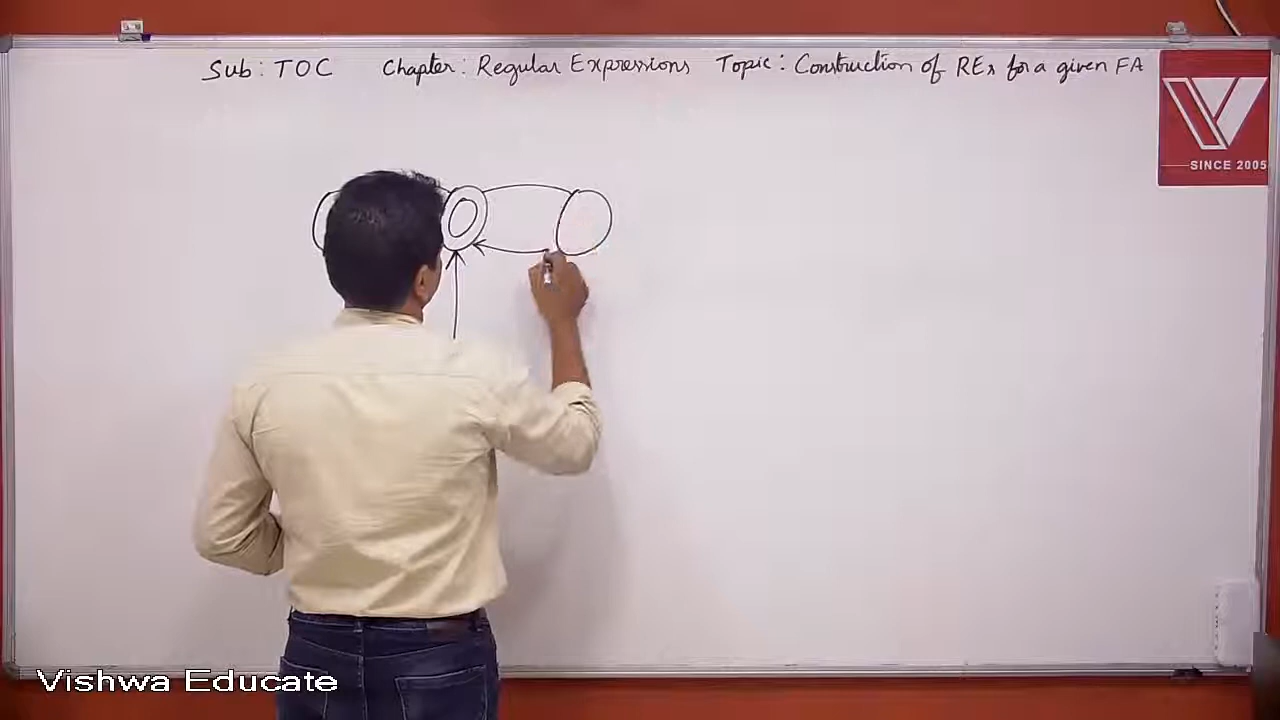 Sub: TOC Chapter: Regular Expressions Topic: Construction of REs for a given FA
SINCE 2005
Vishwa Educate